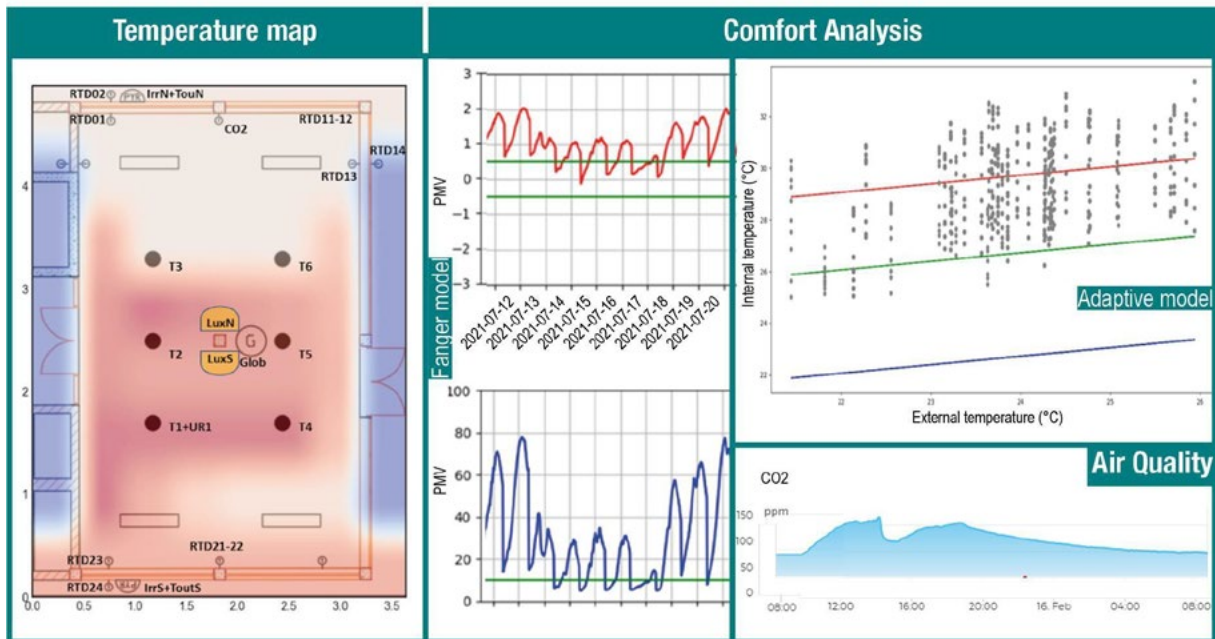 Temperature map
Comfort Analysis
RTD02
IrrN+TouN
RTD01
CO2
RTD11-12
RTD14
RTD13
T3
T6
LuxN
G
T2
LuxS
Glob
T5
T1+UR1
T4
RTD23
RTD21-22
RTD24
IrrS+ToutS
4
3
2
1
0
0.0 0.5 1.0 1.5 2.0 2.5 3.0 3.5
Fanger model
PMV
3
2
1
0
−1
−2
−3
2021-07-12
2021-07-13
2021-07-14
2021-07-15
2021-07-16
2021-07-17
2021-07-18
2021-07-19
2021-07-20
PMV
100
80
60
40
20
0
Internal temperature (°C)
32
30
28
26
24
22
Adaptive model
22 23 24 25 26
External temperature (°C)
Air Quality
CO2
ppm
150
100
50
0
08:00 12:00 16:00 20:00 16. Feb 04:00 08:00